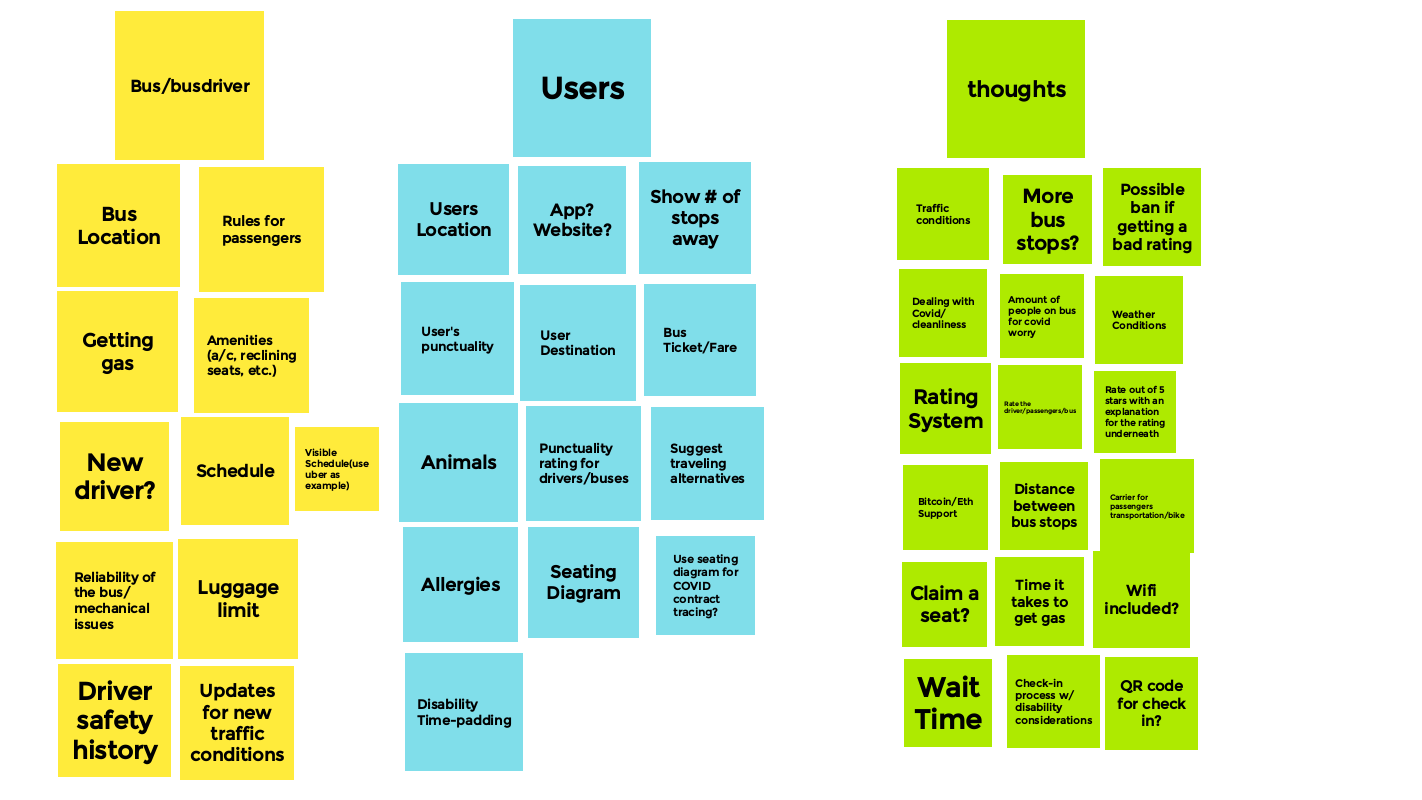 Bus/busdriver
Bus
Location
Rules for
passengers
Getting
gas
Amenities
(a/c, reclining
seats, etc.)
New
driver?
Schedule
Visible
Schedule(use
uber as
example)
Reliability of
the bus/
mechanical
issues
Luggage
limit
Driver
safety
history
Updates
for new
traffic
conditions
Users
Users
Location
App?
Website?
Show # of
stops
away
User's
punctuality
User
Destination
Bus
Ticket/Fare
Animals
Punctuality
rating for
drivers/buses
Suggest
traveling
alternatives
Allergies
Seating
Diagram
Use seating
diagram for
COVID
contract
tracing?
Disability
Time-padding
thoughts
Traffic
conditions
More
bus
stops?
Possible
ban if
getting a
bad rating
Dealing with
Covid/
cleanliness
Amount of
people on bus
for covid
worry
Weather
Conditions
Rating
System
Rate the
driver/passengers/bus
Rate out of 5
stars with an
explanation
for the rating
underneath
Bitcoin/Eth
Support
Distance
between
bus stops
Carrier for
passengers
transportation/bike
Claim a
seat?
Time it
takes to
get gas
Wifi
included?
Wait
Time
Check-in
process w/
disability
considerations
QR code
for check
in?